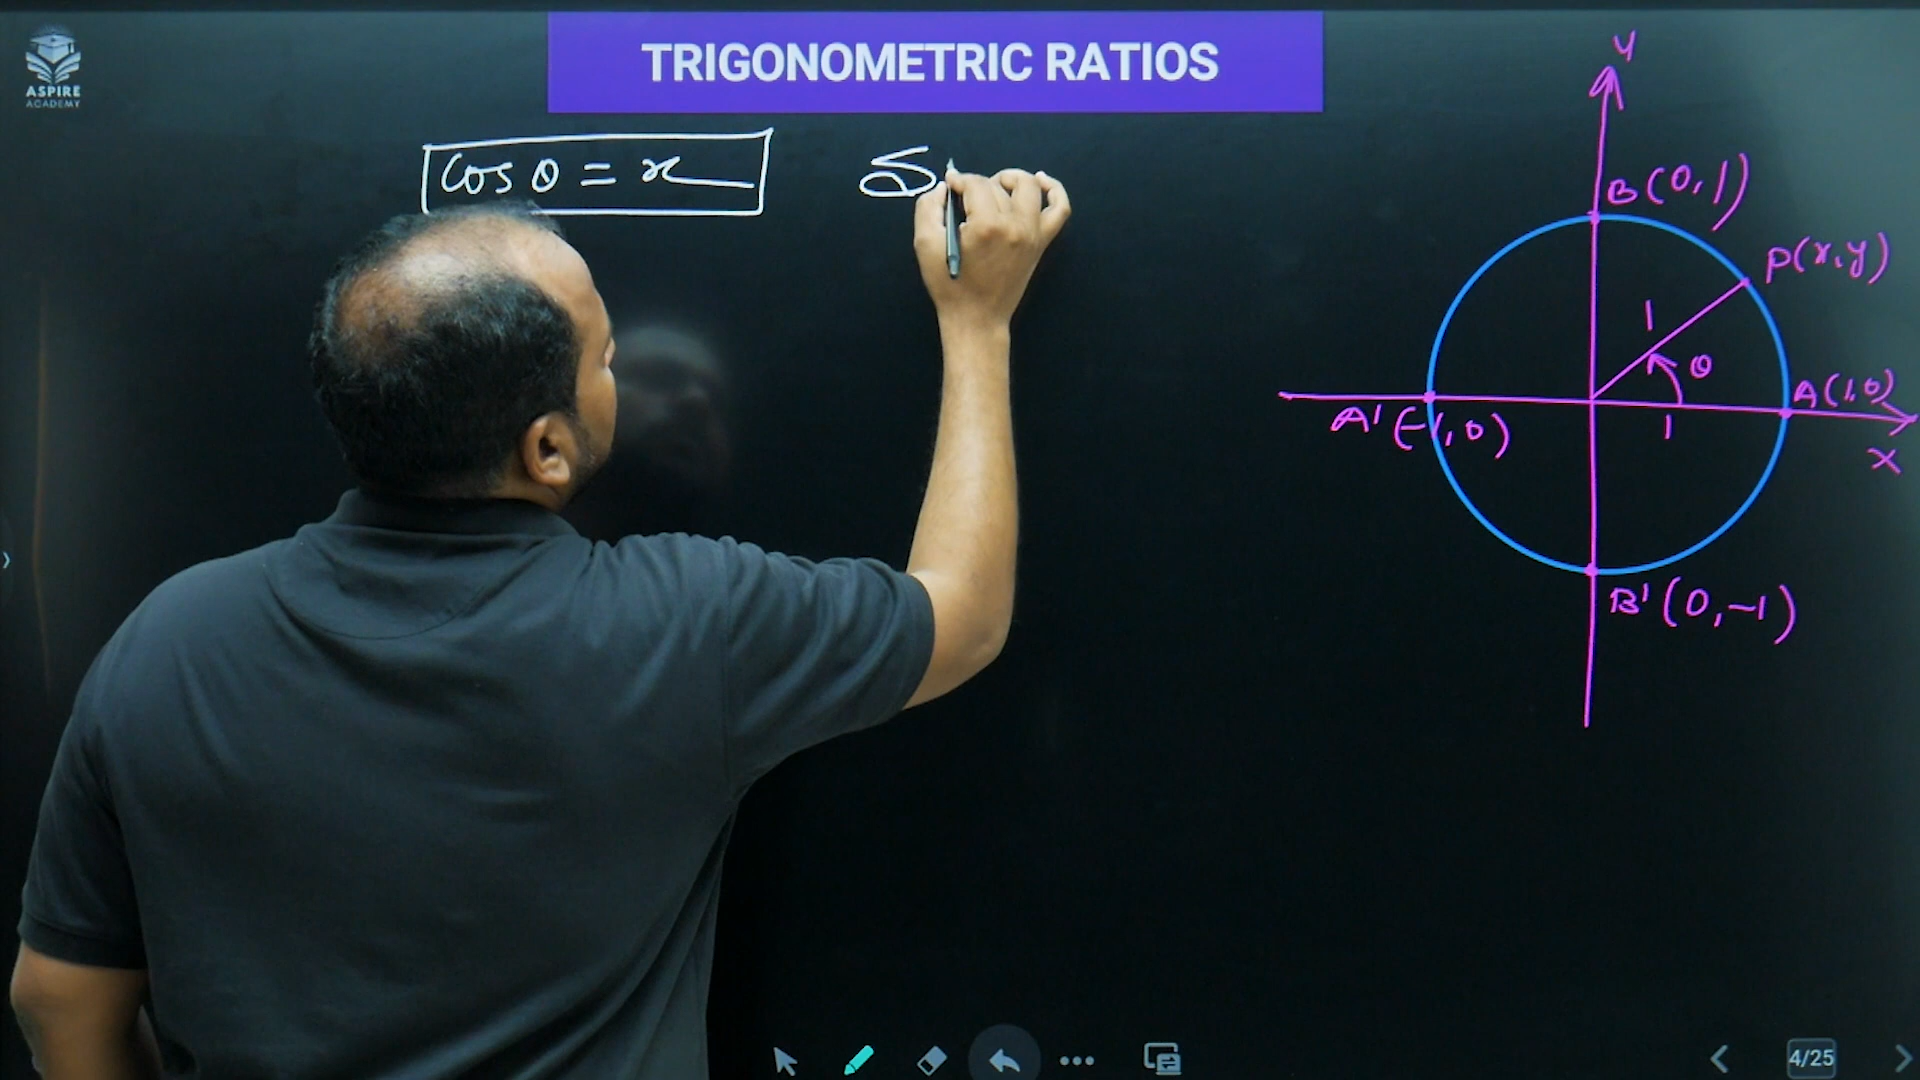 ASPIRE
ACADEMY
TRIGONOMETRIC RATIOS
cos θ = x
S
y
B(0,1)
P(x,y)
1
θ
A(1,0)
A'(-1,0)
1
x
B'(0,-1)
4/25